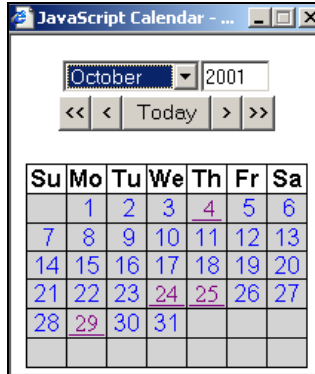 JavaScript Calendar - ...
October 2001
<< < Today > >>
Su Mo Tu We Th Fr Sa
1 2 3 4 5 6
7 8 9 10 11 12 13
14 15 16 17 18 19 20
21 22 23 24 25 26 27
28 29 30 31